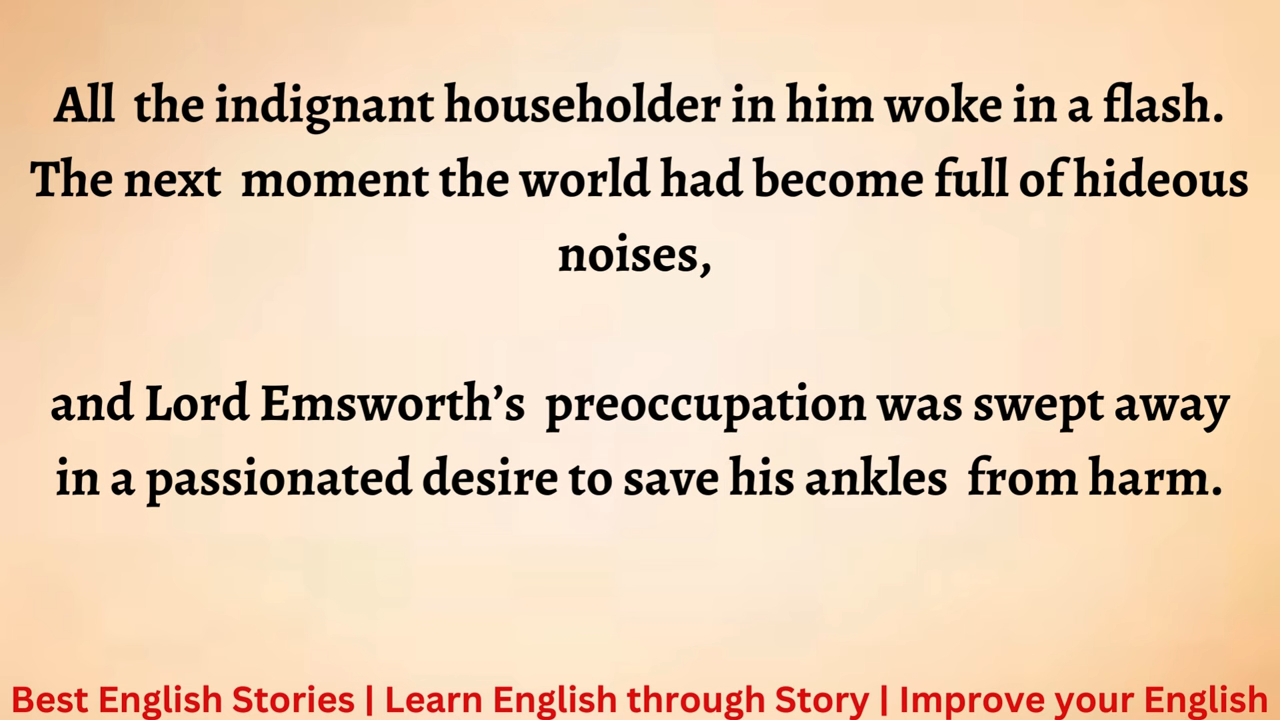 All the indignant householder in him woke in a flash.
The next moment the world had become full of hideous
noises,
and Lord Emsworth’s preoccupation was swept away
in a passionated desire to save his ankles from harm.
Best English Stories | Learn English through Story | Improve your English